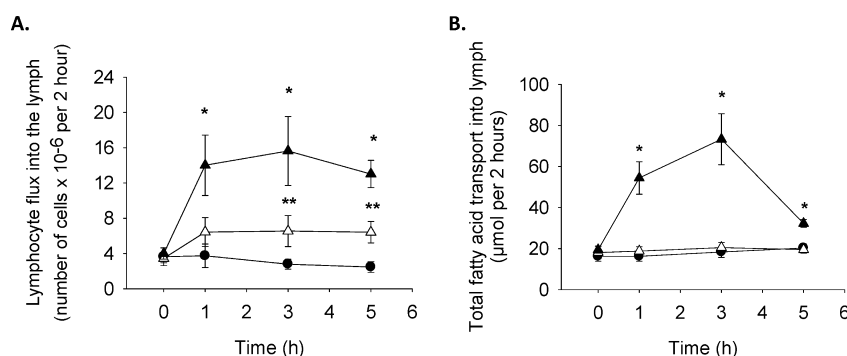 A.
Lymphocyte flux into the lymph
(number of cells x 10-6 per 2 hour)
24
20
16
12
8
4
0
*
*
*
**
**
0 1 2 3 4 5 6
Time (h)
B.
Total fatty acid transport into lymph
(µmol per 2 hours)
100
80
60
40
20
0
*
*
*
0 1 2 3 4 5 6
Time (h)